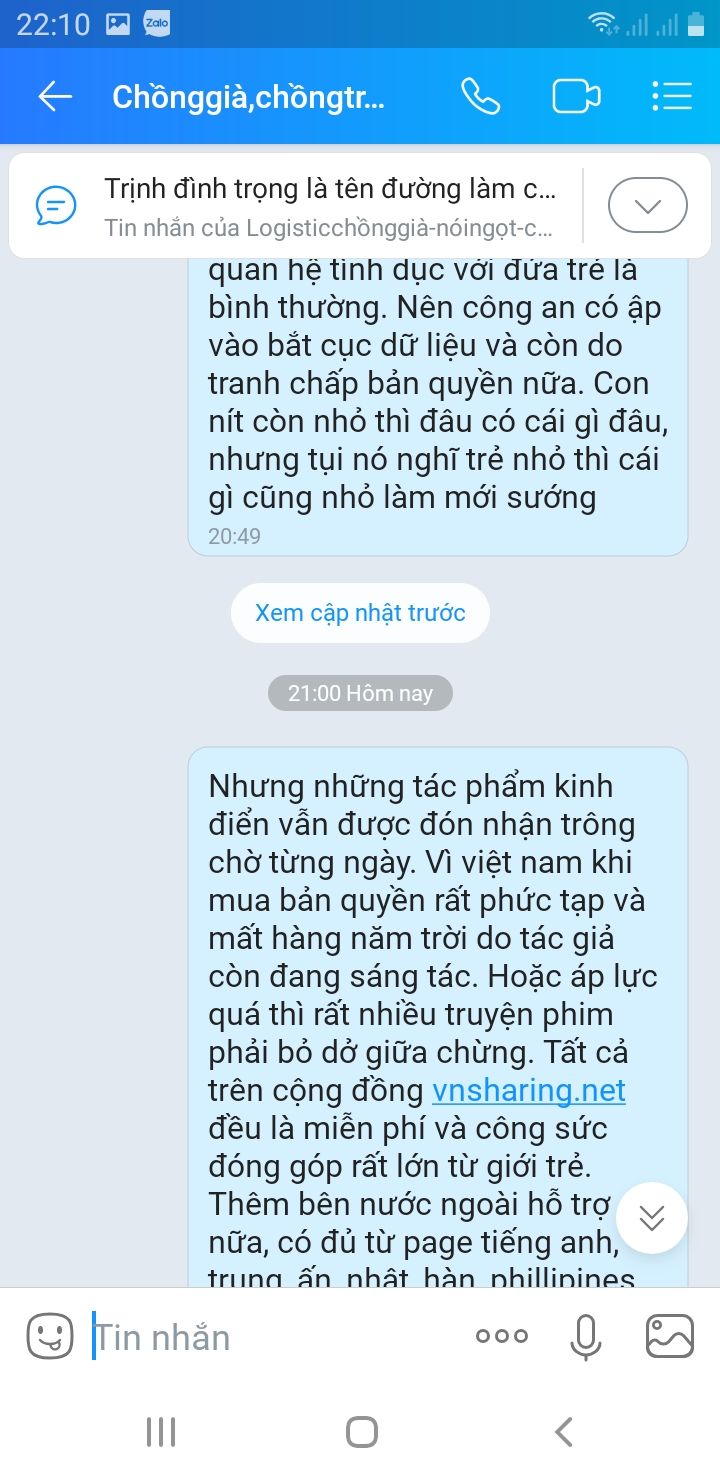 22:10
Zalo
Chồnggià,chồngtr...
Trịnh đình trọng là tên đường làm c...
Tin nhắn của Logisticchồnggià-nóingọt-c...
quan hệ tình dục với đứa trẻ là
bình thường. Nên công an có ập
vào bắt cục dữ liệu và còn do
tranh chấp bản quyền nữa. Con
nít còn nhỏ thì đâu có cái gì đâu,
nhưng tụi nó nghĩ trẻ nhỏ thì cái
gì cũng nhỏ làm mới sướng
20:49
Xem cập nhật trước
21:00 Hôm nay
Nhưng những tác phẩm kinh
điển vẫn được đón nhận trông
chờ từng ngày. Vì việt nam khi
mua bản quyền rất phức tạp và
mất hàng năm trời do tác giả
còn đang sáng tác. Hoặc áp lực
quá thì rất nhiều truyện phim
phải bỏ dở giữa chừng. Tất cả
trên cộng đồng vnsharing.net
đều là miễn phí và công sức
đóng góp rất lớn từ giới trẻ.
Thêm bên nước ngoài hỗ trợ
nữa, có đủ từ page tiếng anh,
trung, ấn, nhật, hàn, phillipines
Tin nhắn